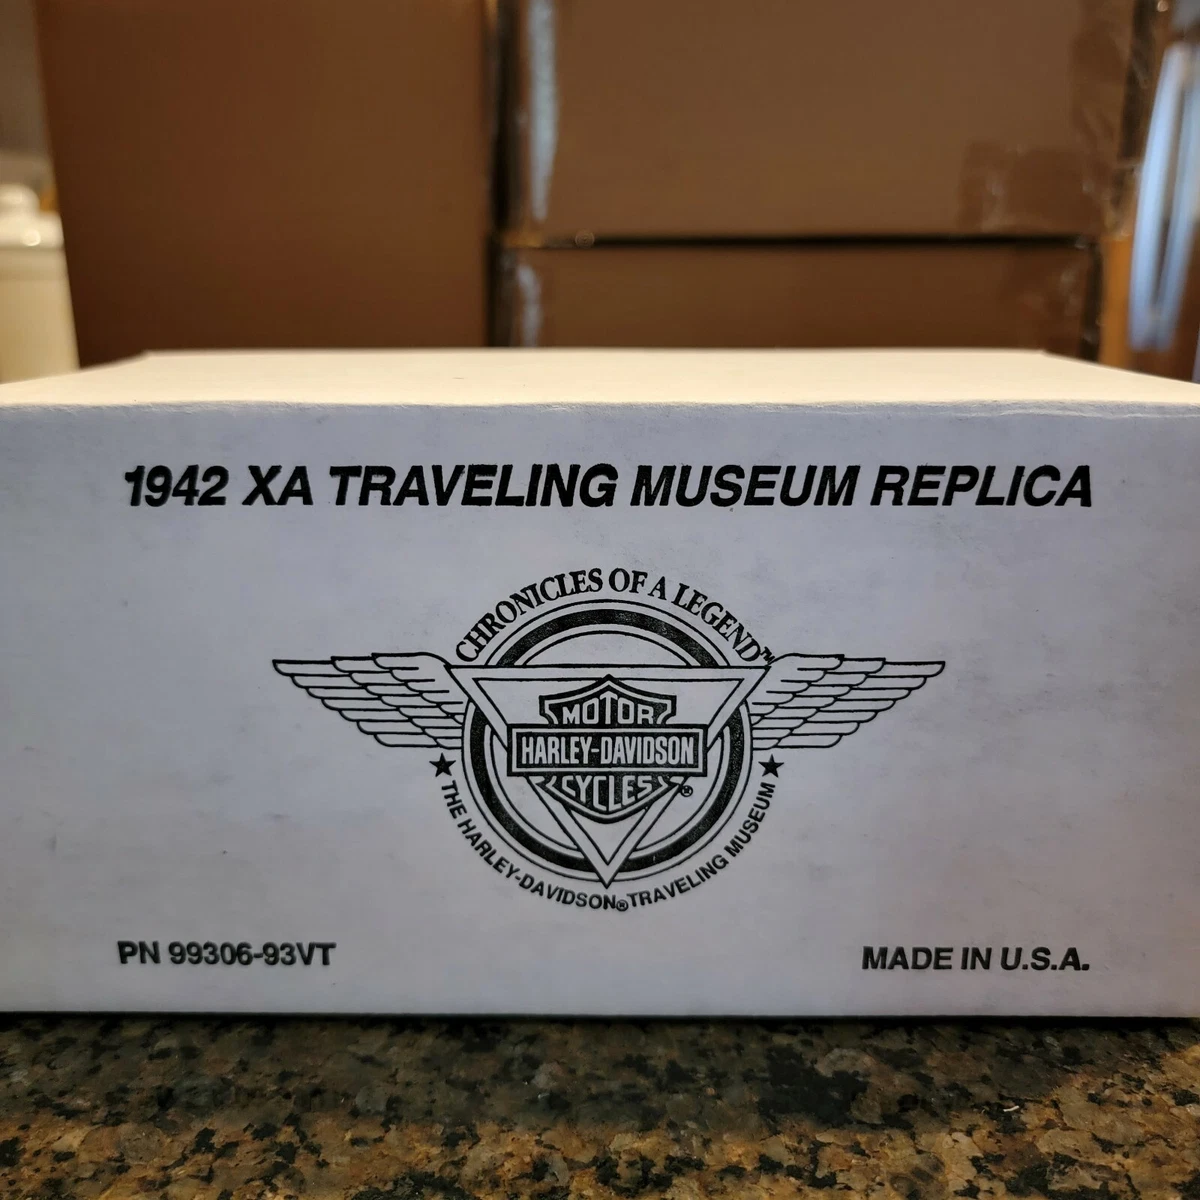 1942 XA TRAVELING MUSEUM REPLICA
CHRONICLES OF A LEGEND™
MOTOR
HARLEY-DAVIDSON
CYCLES®
★ THE HARLEY-DAVIDSON® TRAVELING MUSEUM ★
PN 99306-93VT
MADE IN U.S.A.